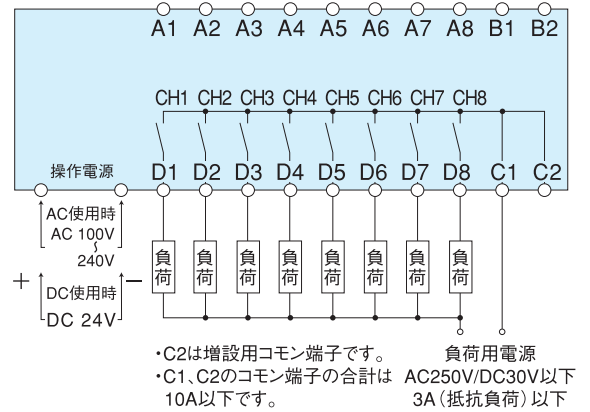 A1 A2 A3 A4 A5 A6 A7 A8 B1 B2
CH1 CH2 CH3 CH4 CH5 CH6 CH7 CH8
操作電源 D1 D2 D3 D4 D5 D6 D7 D8 C1 C2
AC使用時
AC 100V
~
240V
+ DC使用時 −
DC 24V
負荷 負荷 負荷 負荷 負荷 負荷 負荷 負荷
・C2は増設用コモン端子です。
・C1、C2のコモン端子の合計は
10A以下です。
負荷用電源
AC250V/DC30V以下
3A（抵抗負荷）以下